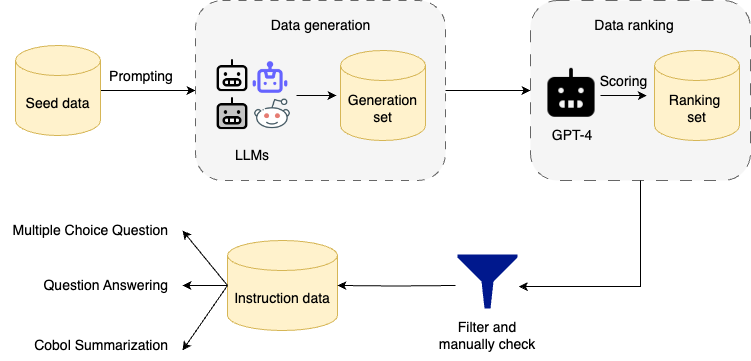 Data generation
Data ranking
Prompting
Seed data
Generation
set
LLMs
Scoring
GPT-4
Ranking
set
Multiple Choice Question
Question Answering
Cobol Summarization
Instruction data
Filter and
manually check